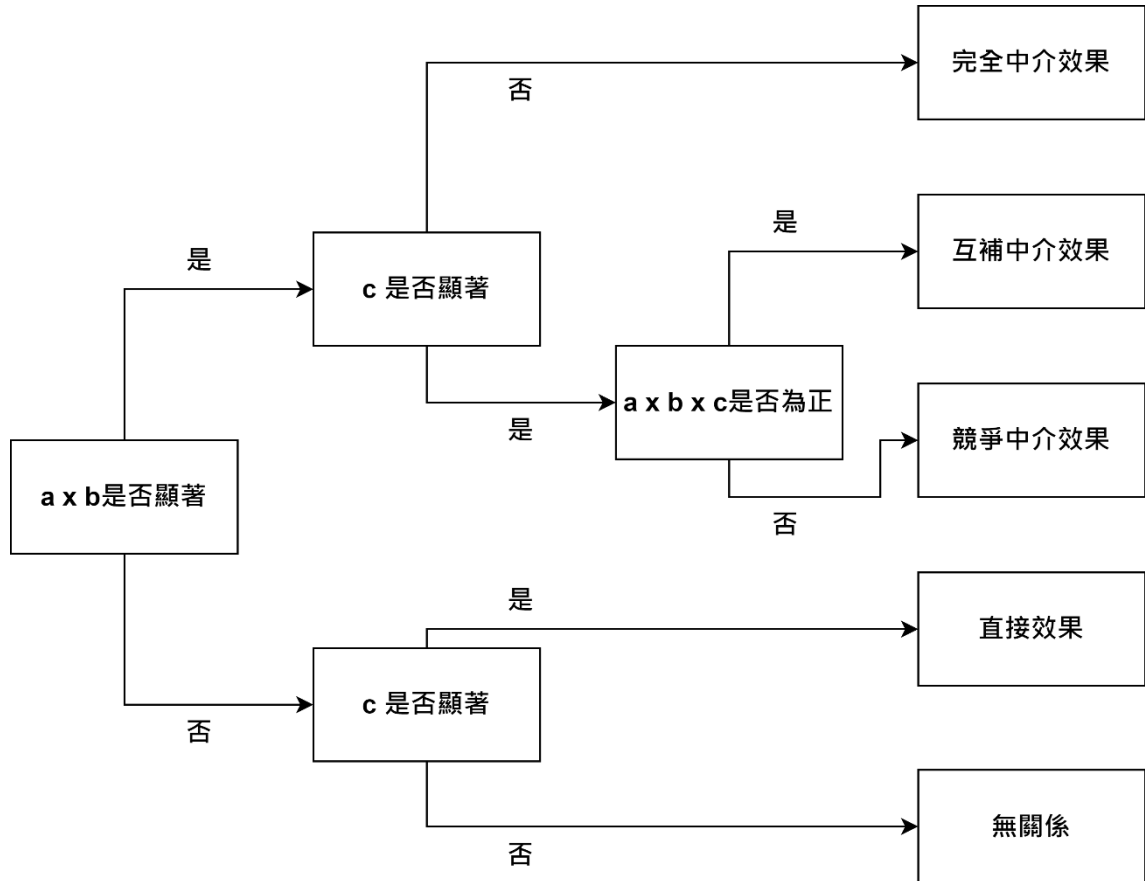 完全中介效果
否
是
是
互補中介效果
c 是否顯著
a x b x c是否為正
是
競爭中介效果
a x b是否顯著
否
是
直接效果
c 是否顯著
否
無關係
否